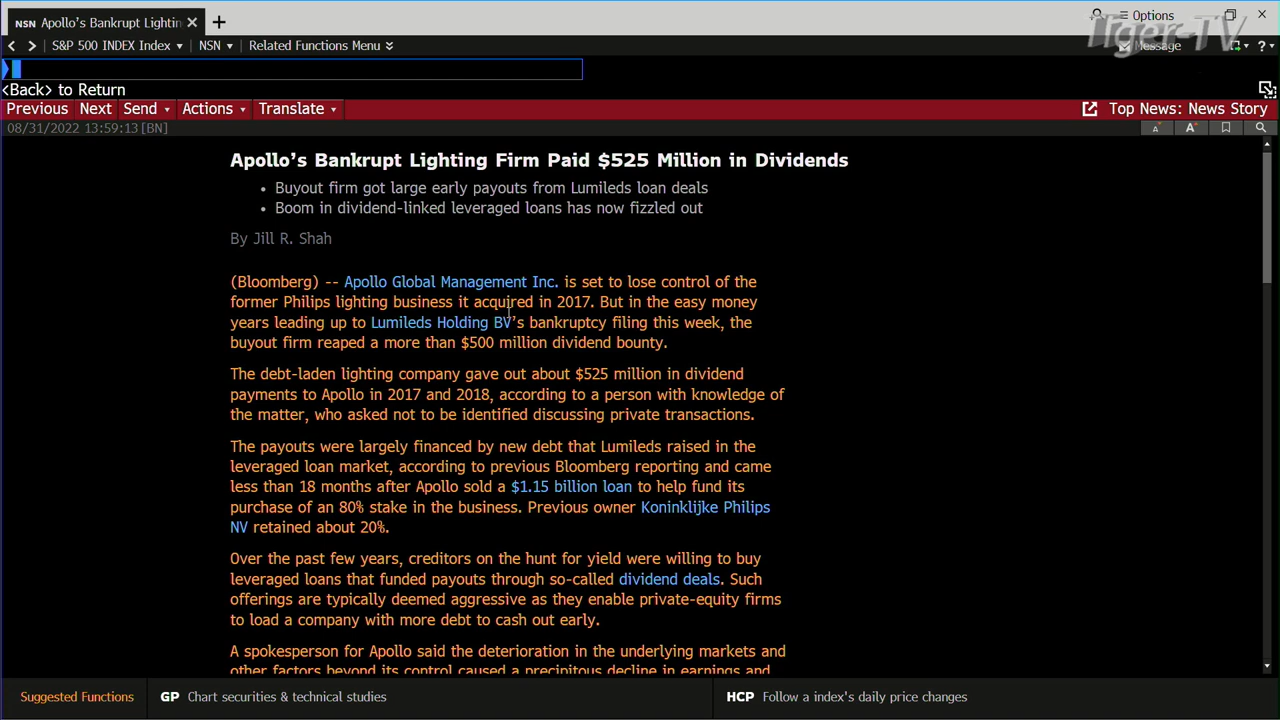 NSN Apollo's Bankrupt Lightin
Options
S&P 500 INDEX Index NSN Related Functions Menu
Message ?
Tiger-TV
<Back> to Return
Previous Next Send Actions Translate Top News: News Story
08/31/2022 13:59:13[BN] A A
Apollo's Bankrupt Lighting Firm Paid $525 Million in Dividends
• Buyout firm got large early payouts from Lumileds loan deals
• Boom in dividend-linked leveraged loans has now fizzled out
By Jill R. Shah
(Bloomberg) -- Apollo Global Management Inc. is set to lose control of the
former Philips lighting business it acquired in 2017. But in the easy money
years leading up to Lumileds Holding BV's bankruptcy filing this week, the
buyout firm reaped a more than $500 million dividend bounty.
The debt-laden lighting company gave out about $525 million in dividend
payments to Apollo in 2017 and 2018, according to a person with knowledge of
the matter, who asked not to be identified discussing private transactions.
The payouts were largely financed by new debt that Lumileds raised in the
leveraged loan market, according to previous Bloomberg reporting and came
less than 18 months after Apollo sold a $1.15 billion loan to help fund its
purchase of an 80% stake in the business. Previous owner Koninklijke Philips
NV retained about 20%.
Over the past few years, creditors on the hunt for yield were willing to buy
leveraged loans that funded payouts through so-called dividend deals. Such
offerings are typically deemed aggressive as they enable private-equity firms
to load a company with more debt to cash out early.
A spokesperson for Apollo said the deterioration in the underlying markets and
other factors beyond its control caused a precipitous decline in earnings and
Suggested Functions GP Chart securities & technical studies HCP Follow a index's daily price changes